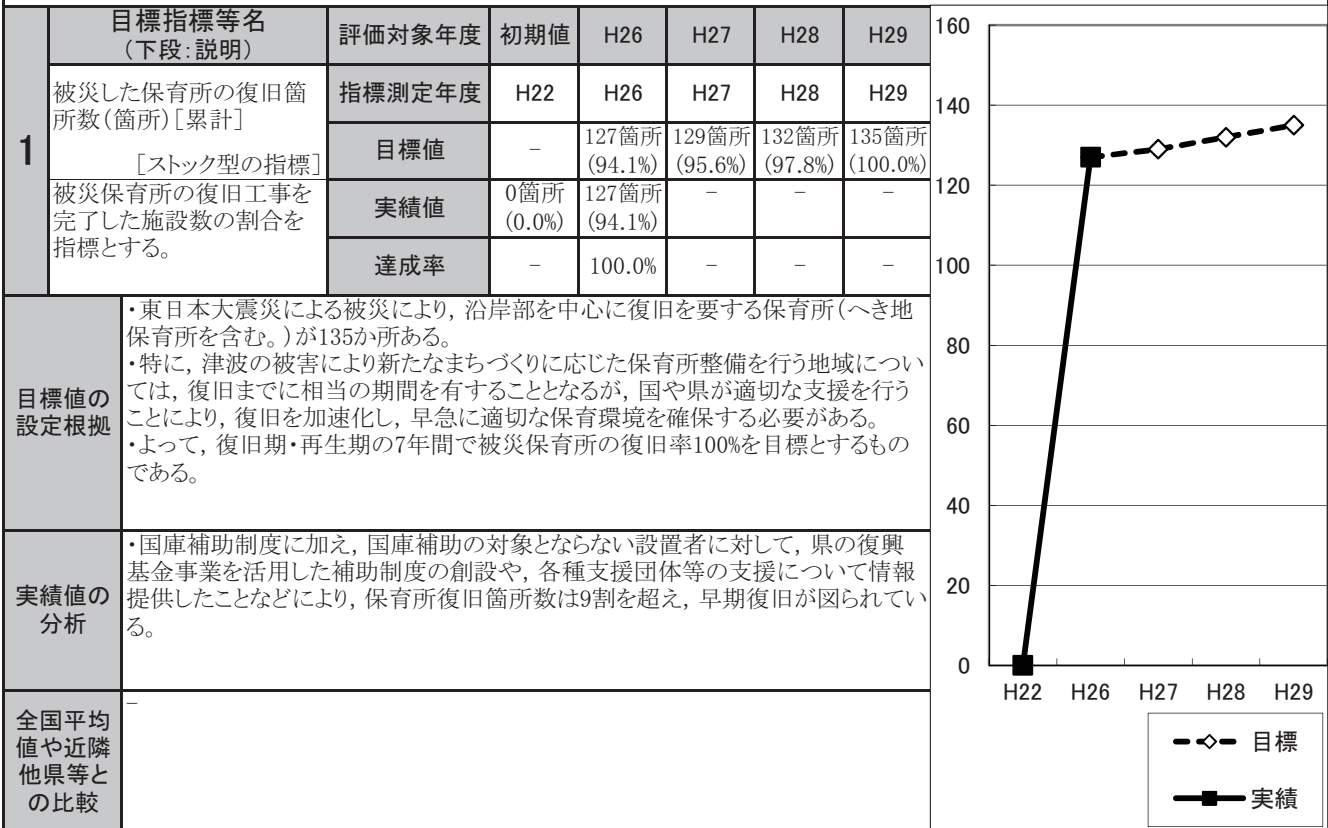 1
目標指標等名
(下段:説明)
評価対象年度 初期値 H26 H27 H28 H29
被災した保育所の復旧箇
所数(箇所)[累計]
[ストック型の指標]
指標測定年度 H22 H26 H27 H28 H29
目標値 - 127箇所 129箇所 132箇所 135箇所
(94.1%) (95.6%) (97.8%) (100.0%)
被災保育所の復旧工事を
完了した施設数の割合を
指標とする。
実績値 0箇所 127箇所 - - -
(0.0%) (94.1%)
達成率 - 100.0% - - -
目標値の
設定根拠
・東日本大震災による被災により,沿岸部を中心に復旧を要する保育所(へき地
保育所を含む。)が135か所ある。
・特に,津波の被害により新たなまちづくりに応じた保育所整備を行う地域につい
ては,復旧までに相当の期間を有することとなるが,国や県が適切な支援を行う
ことにより,復旧を加速化し,早急に適切な保育環境を確保する必要がある。
・よって,復旧期・再生期の7年間で被災保育所の復旧率100%を目標とするもの
である。
実績値の
分析
・国庫補助制度に加え,国庫補助の対象とならない設置者に対して,県の復興
基金事業を活用した補助制度の創設や,各種支援団体等の支援について情報
提供したことなどにより,保育所復旧箇所数は9割を超え,早期復旧が図られてい
る。
全国平均
値や近隣
他県等と
の比較
-
160
140
120
100
80
60
40
20
0
H22 H26 H27 H28 H29
目標
実績